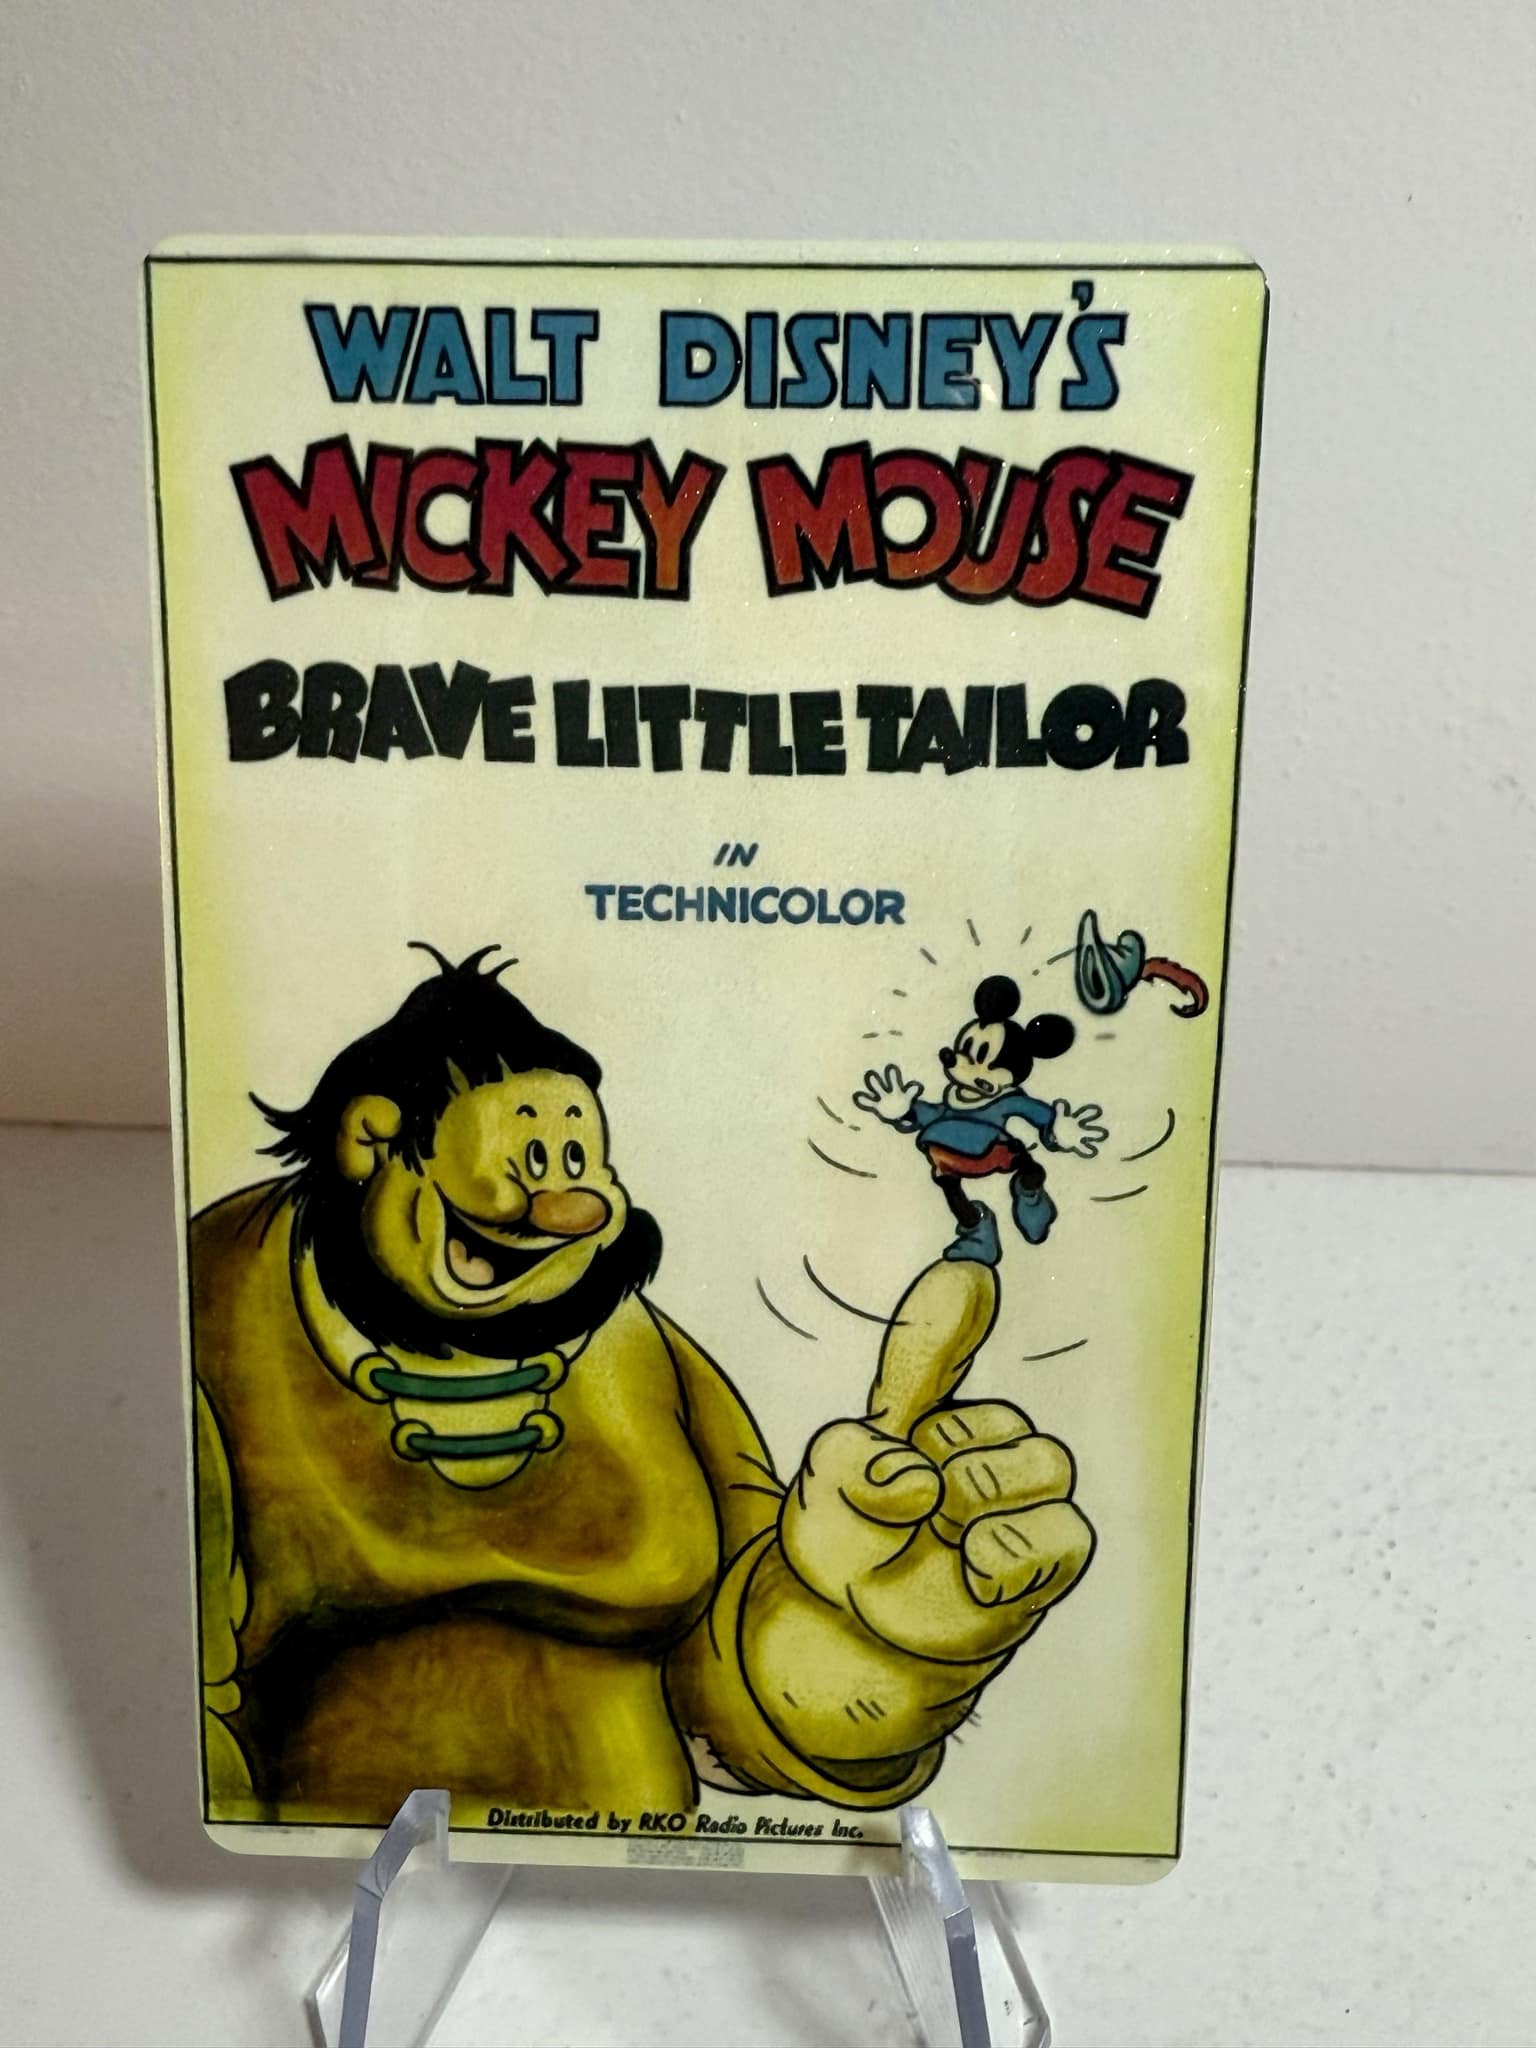 WALT DISNEY'S
MICKEY MOUSE
BRAVE LITTLE TAILOR
IN
TECHNICOLOR
Distributed by RKO Radio Pictures Inc.